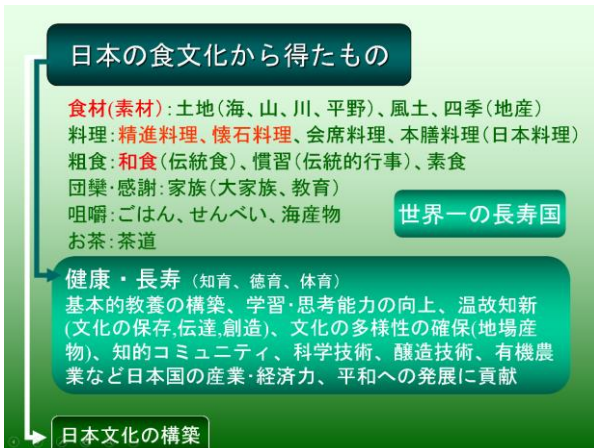 日本の食文化から得たもの
食材(素材):土地(海、山、川、平野)、風土、四季(地産)
料理:精進料理、懐石料理、会席料理、本膳料理(日本料理)
粗食:和食(伝統食)、慣習(伝統的行事)、素食
団欒・感謝:家族(大家族、教育)
咀嚼:ごはん、せんべい、海産物
世界一の長寿国
お茶:茶道
健康・長寿(知育、徳育、体育)
基本的教養の構築、学習・思考能力の向上、温故知新
(文化の保存,伝達,創造)、文化の多様性の確保(地場産
物)、知的コミュニティ、科学技術、醸造技術、有機農
業など日本国の産業・経済力、平和への発展に貢献
日本文化の構築